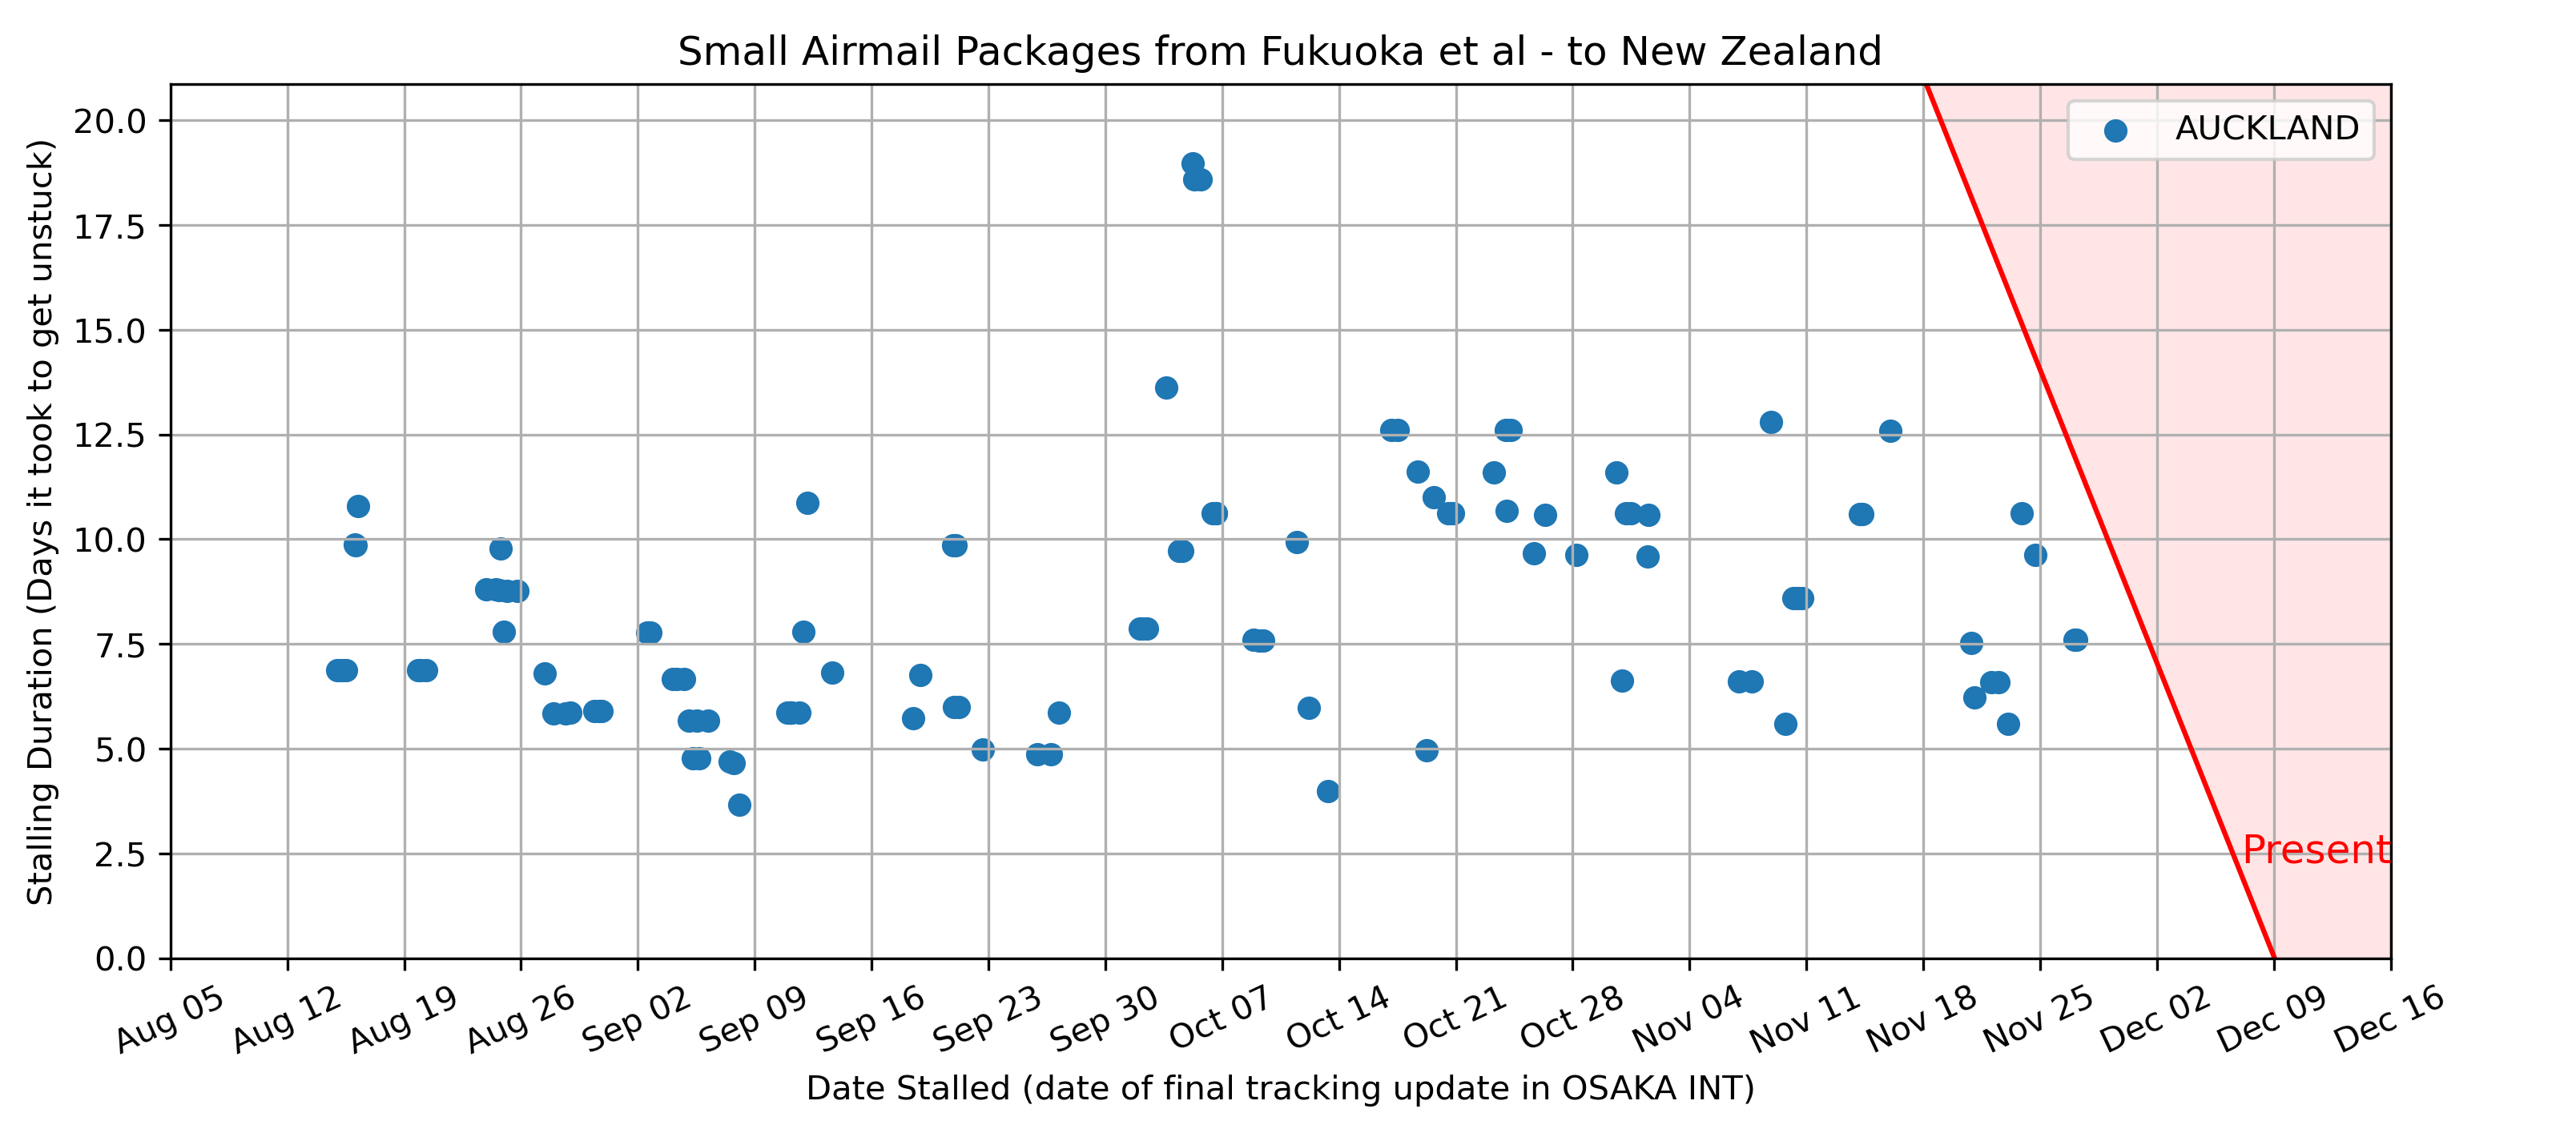 Small Airmail Packages from Fukuoka et al - to New Zealand
AUCKLAND
Stalling Duration (Days it took to get unstuck)
20.0
17.5
15.0
12.5
10.0
7.5
5.0
2.5
0.0
Present
Aug 05
Aug 12
Aug 19
Aug 26
Sep 02
Sep 09
Sep 16
Sep 23
Sep 30
Oct 07
Oct 14
Oct 21
Oct 28
Nov 04
Nov 11
Nov 18
Nov 25
Dec 02
Dec 09
Dec 16
Date Stalled (date of final tracking update in OSAKA INT)